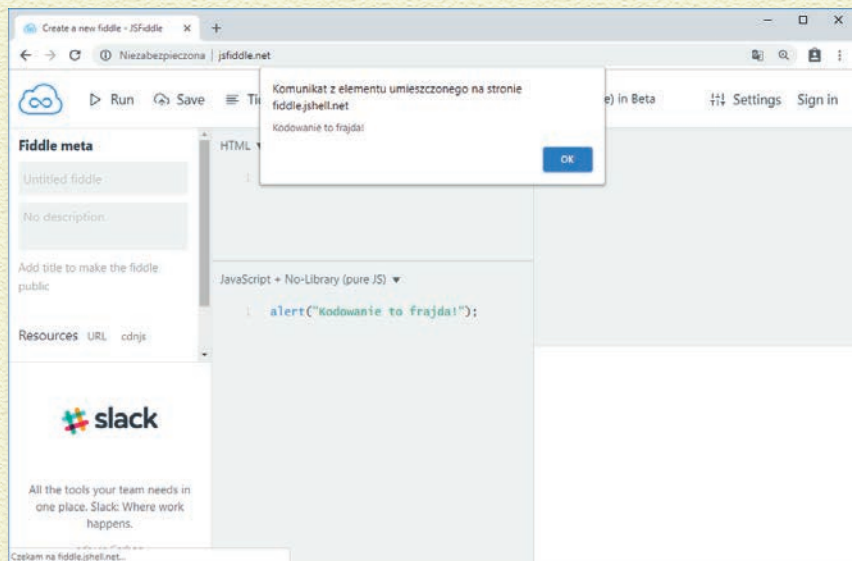 Create a new fiddle - JSFiddle
Niezabezpieczona | jsfiddle.net
Run Save Ti
e) in Beta
Settings Sign in
Komunikat z elementu umieszczonego na stronie
fiddle.jshell.net
Kodowanie to frajda!
OK
Fiddle meta
Untitled fiddle
No description
Add title to make the fiddle
public
Resources URL cdnjs
HTML
1
JavaScript + No-Library (pure JS)
1 alert("Kodowanie to frajda!");
slack
All the tools your team needs in
one place. Slack: Where work
happens.
Czekam na fiddle.jshell.net...